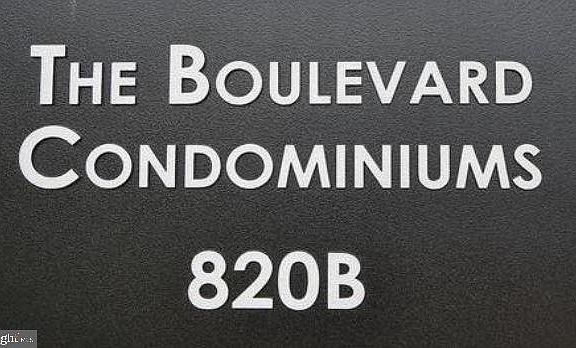 THE BOULEVARD
CONDOMINIUMS
820B